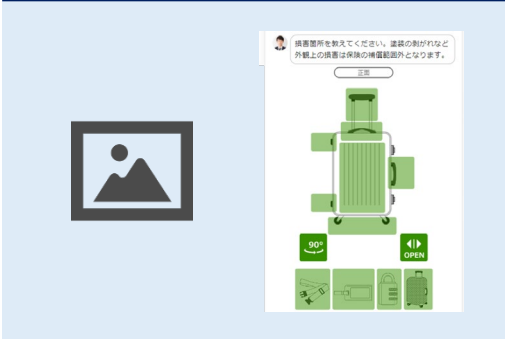 損害箇所を教えてください。塗装の剥がれなど
外観上の損害は保険の補償範囲外となります。
正面
90°
OPEN